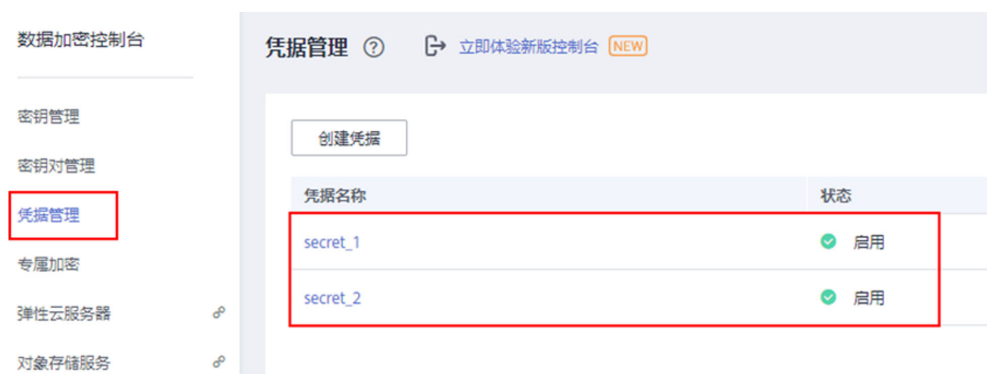 数据加密控制台
密钥管理
密钥对管理
凭据管理
专属加密
弹性云服务器
对象存储服务
凭据管理 ? 立即体验新版控制台 NEW
创建凭据
凭据名称 状态
secret_1 启用
secret_2 启用